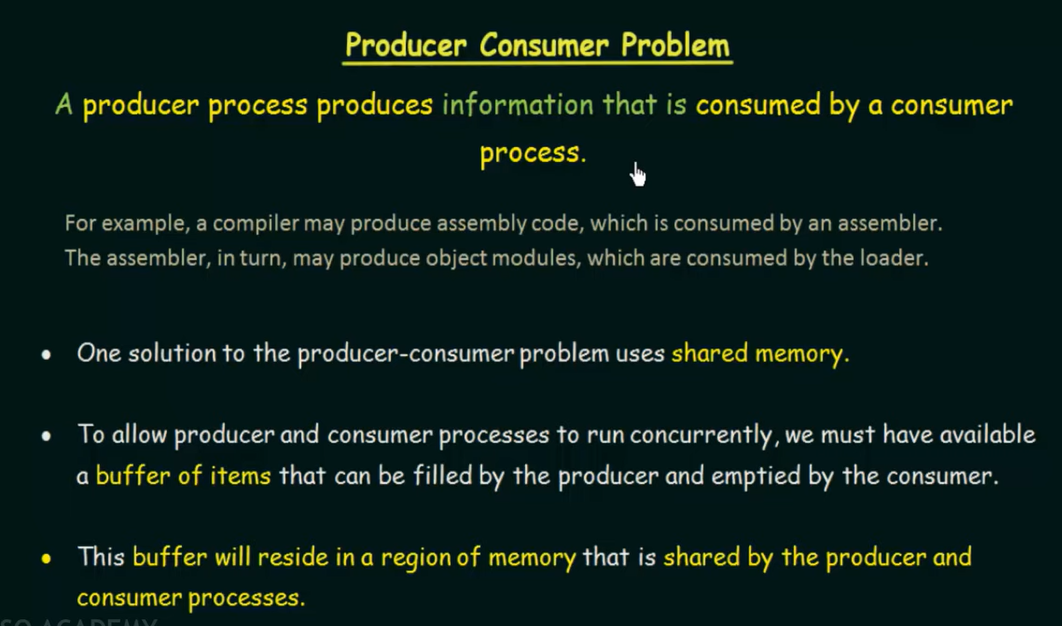 Producer Consumer Problem
A producer process produces information that is consumed by a consumer
process.
For example, a compiler may produce assembly code, which is consumed by an assembler.
The assembler, in turn, may produce object modules, which are consumed by the loader.
• One solution to the producer-consumer problem uses shared memory.
• To allow producer and consumer processes to run concurrently, we must have available
a buffer of items that can be filled by the producer and emptied by the consumer.
• This buffer will reside in a region of memory that is shared by the producer and
consumer processes.
SO ACADEMY